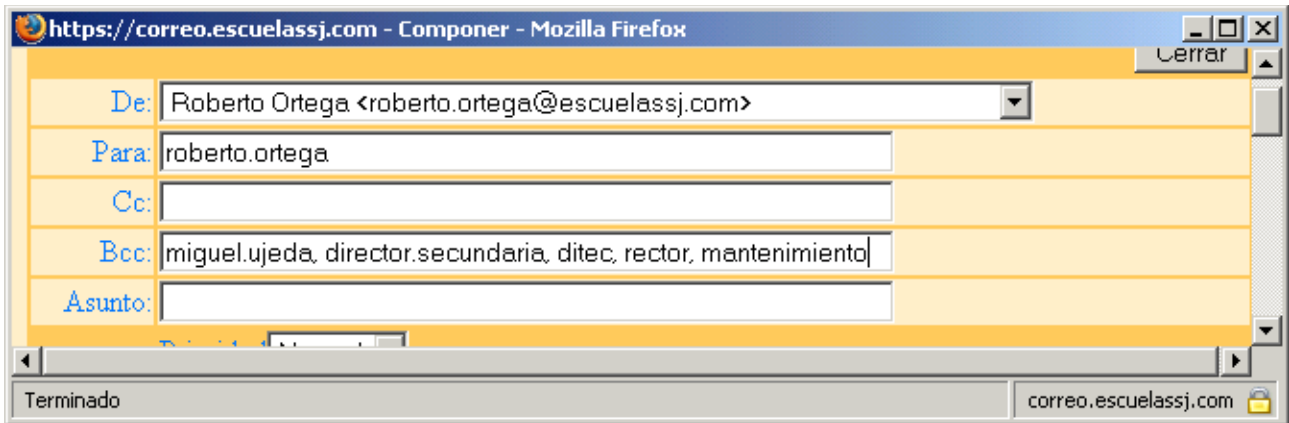 https://correo.escuelassj.com - Componer - Mozilla Firefox
Cerrar
De: Roberto Ortega <roberto.ortega@escuelassj.com>
Para: roberto.ortega
Cc:
Bcc: miguel.ujeda, director.secundaria, ditec, rector, mantenimiento
Asunto:
Terminado correo.escuelassj.com